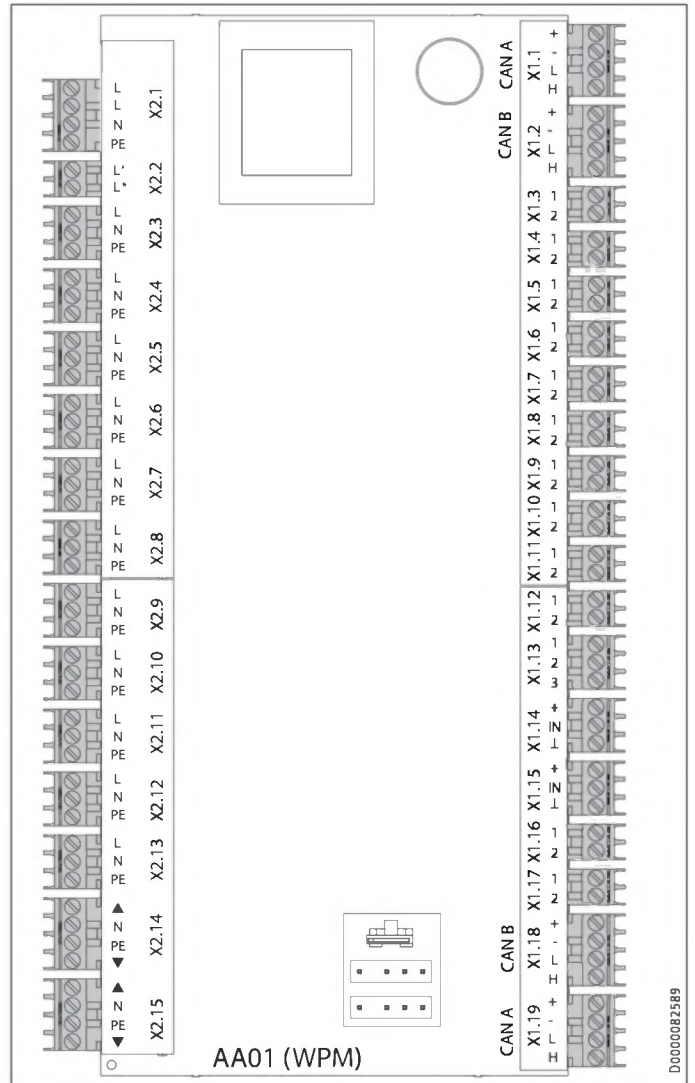 L
L
N
PE
X2.1
L'
L*
X2.2
L
N
PE
X2.3
L
N
PE
X2.4
L
N
PE
X2.5
L
N
PE
X2.6
L
N
PE
X2.7
L
N
PE
X2.8
L
N
PE
X2.9
L
N
PE
X2.10
L
N
PE
X2.11
L
N
PE
X2.12
L
N
PE
X2.13
▲
N
PE
▼
X2.14
▲
N
PE
▼
X2.15
CAN A
X1.1
+
-
L
H
CAN B
X1.2
+
-
L
H
X1.3
1
2
X1.4
1
2
X1.5
1
2
X1.6
1
2
X1.7
1
2
X1.8
1
2
X1.9
1
2
X1.10
1
2
X1.11
1
2
X1.12
1
2
X1.13
1
2
3
X1.14
+
IN
⊥
X1.15
+
IN
⊥
X1.16
1
2
X1.17
1
2
CAN B
X1.18
+
-
L
H
CAN A
X1.19
+
-
L
H
AA01 (WPM)
D0000082589